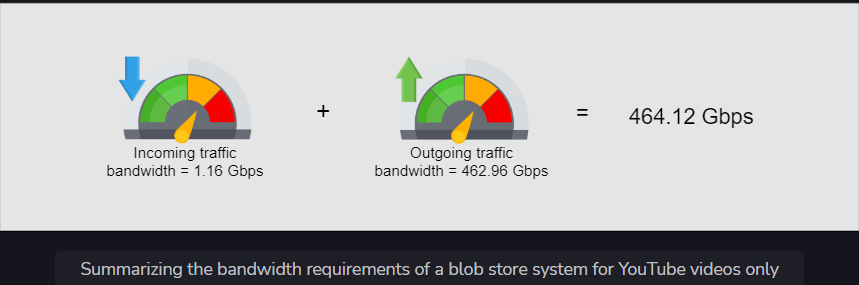 Incoming traffic
bandwidth = 1.16 Gbps
+
Outgoing traffic
bandwidth = 462.96 Gbps
=
464.12 Gbps
Summarizing the bandwidth requirements of a blob store system for YouTube videos only